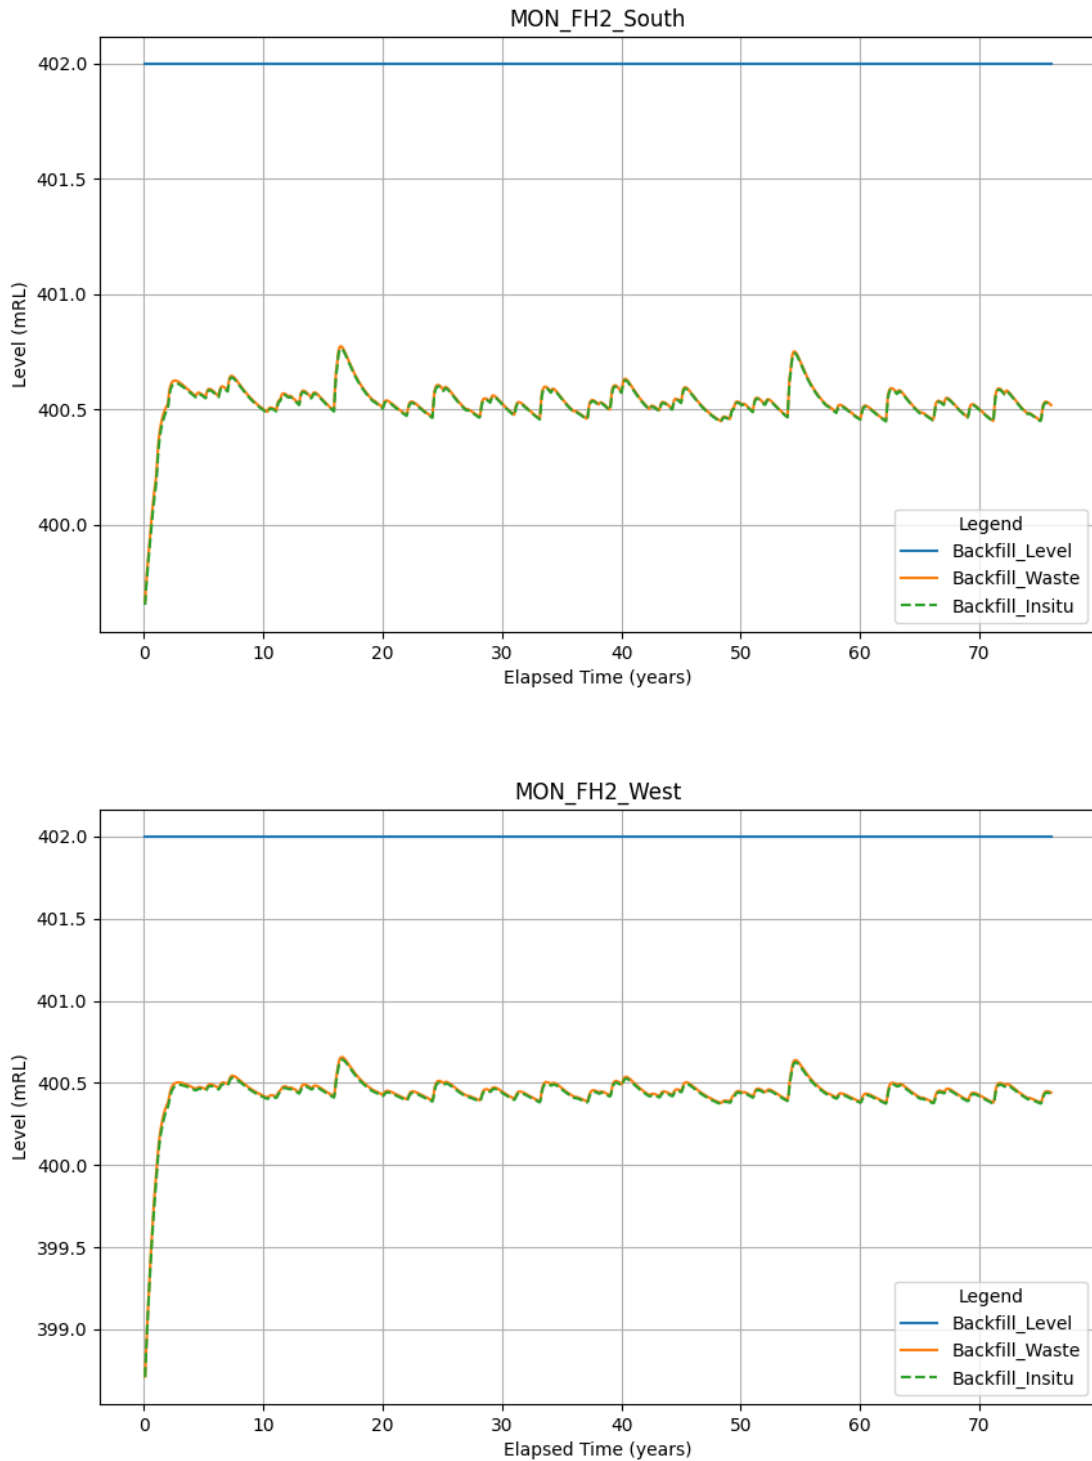 MON_FH2_South
402.0
401.5
401.0
400.5
400.0
Level (mRL)
0 10 20 30 40 50 60 70
Elapsed Time (years)
Legend
Backfill_Level
Backfill_Waste
Backfill_Insitu
MON_FH2_West
402.0
401.5
401.0
400.5
400.0
399.5
399.0
Level (mRL)
0 10 20 30 40 50 60 70
Elapsed Time (years)
Legend
Backfill_Level
Backfill_Waste
Backfill_Insitu